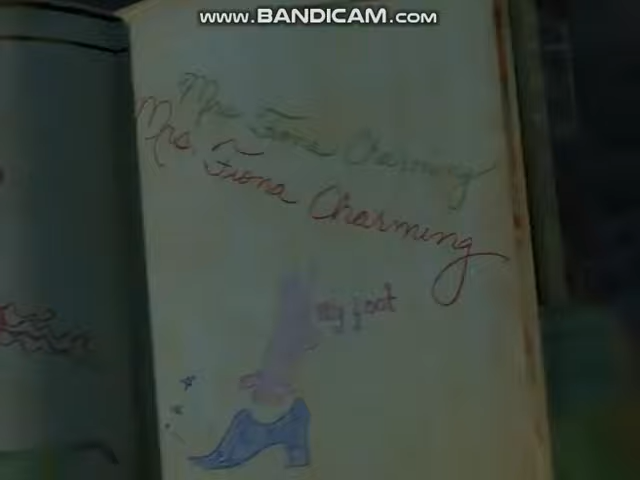 www.BANDICAM.com
Mrs Fiona Charming
Mrs. Fiona Charming
my foot